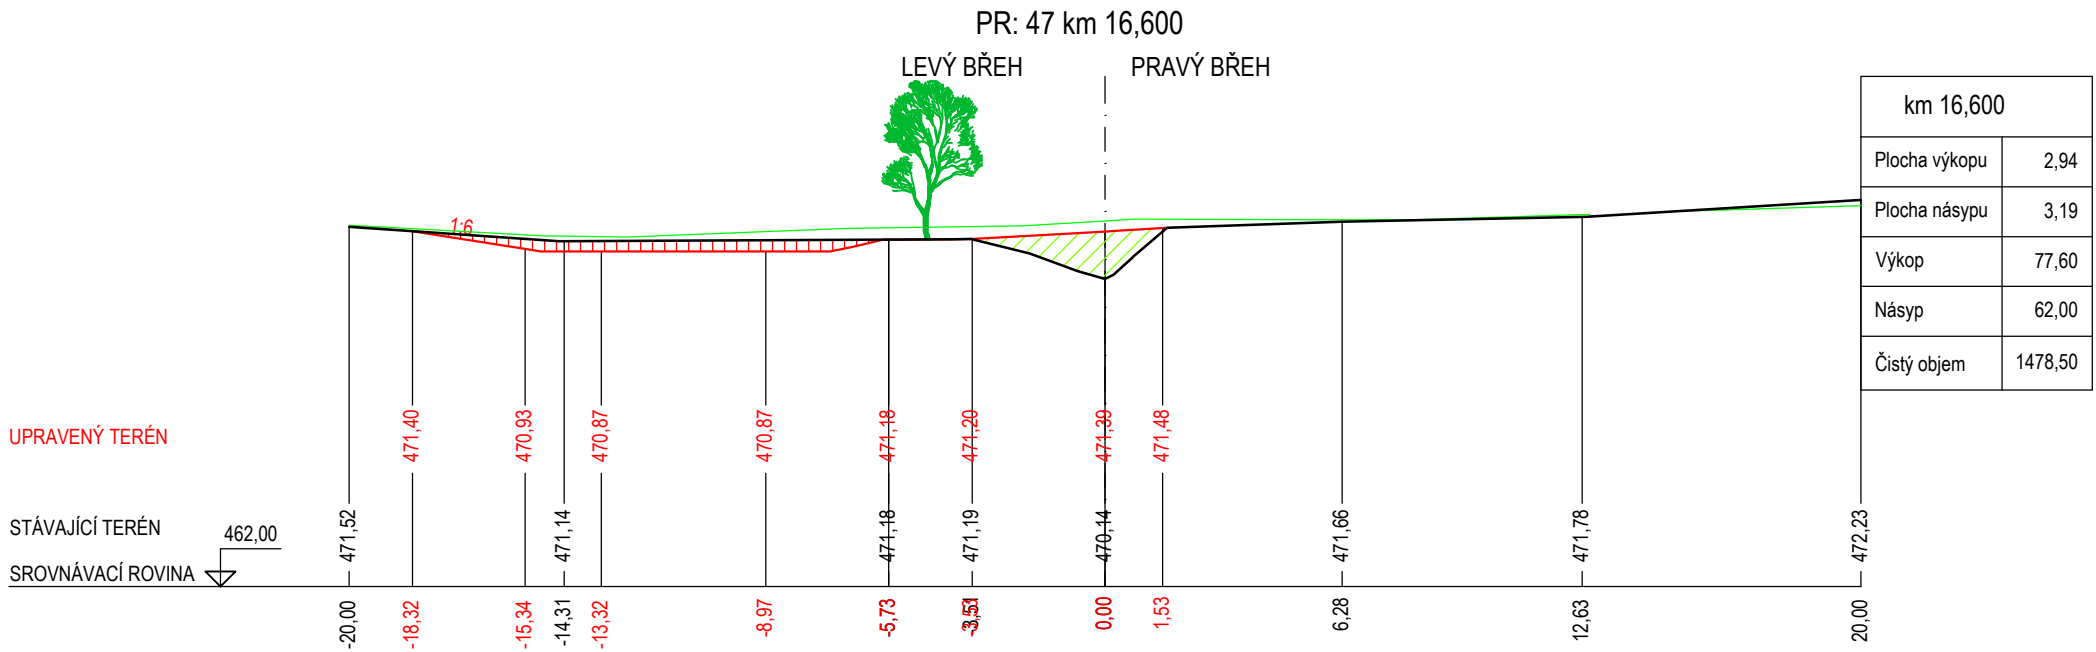 PR: 47 km 16,600
LEVÝ BŘEH
PRAVÝ BŘEH
km 16,600
Plocha výkopu 2,94
Plocha násypu 3,19
Výkop 77,60
Násyp 62,00
Čistý objem 1478,50
1:6
UPRAVENÝ TERÉN
471,40
470,93
470,87
470,87
471,18
471,20
471,39
471,48
STÁVAJÍCÍ TERÉN
462,00
471,52
471,14
471,18
471,19
470,14
471,66
471,78
472,23
SROVNÁVACÍ ROVINA
-20,00
-18,32
-15,34
-14,31
-13,32
-8,97
-5,73
-3,51
0,00
1,53
6,28
12,63
20,00